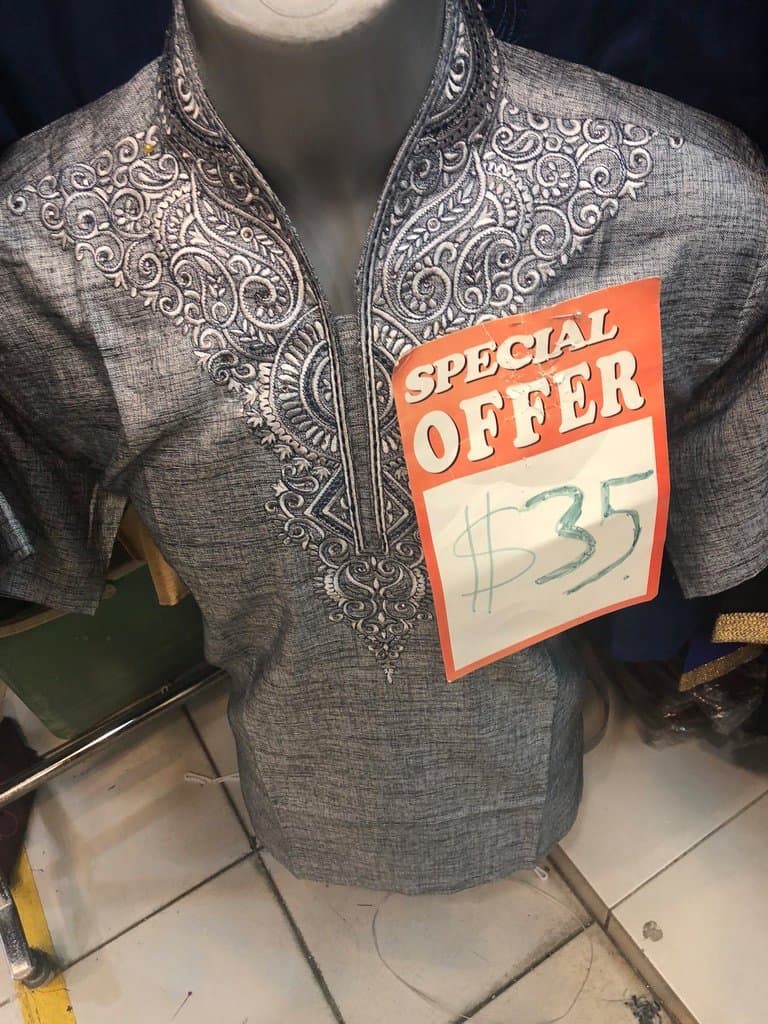 SPECIAL
OFFER
$35.